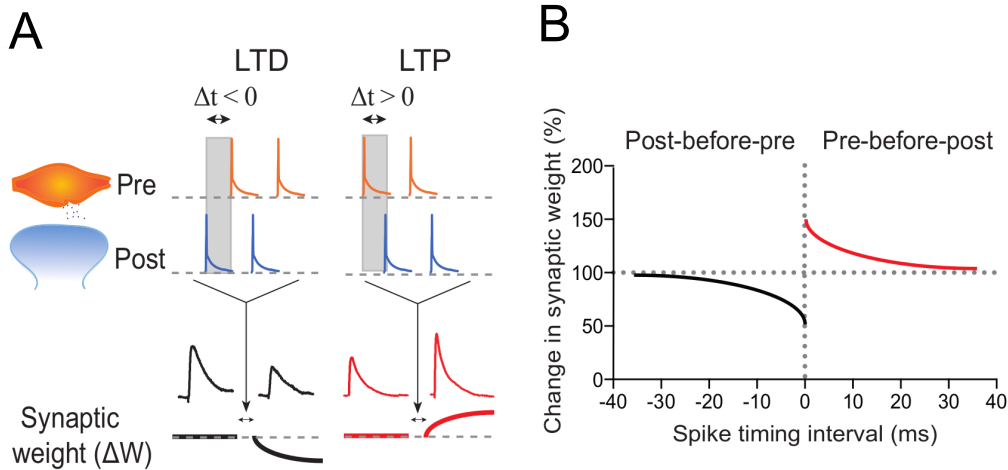 A
LTD
LTP
Δt < 0
Δt > 0
Pre
Post
Synaptic
weight (ΔW)
B
Post-before-pre
Pre-before-post
Change in synaptic weight (%)
200
150
100
50
0
-40
-30
-20
-10
0
10
20
30
40
Spike timing interval (ms)